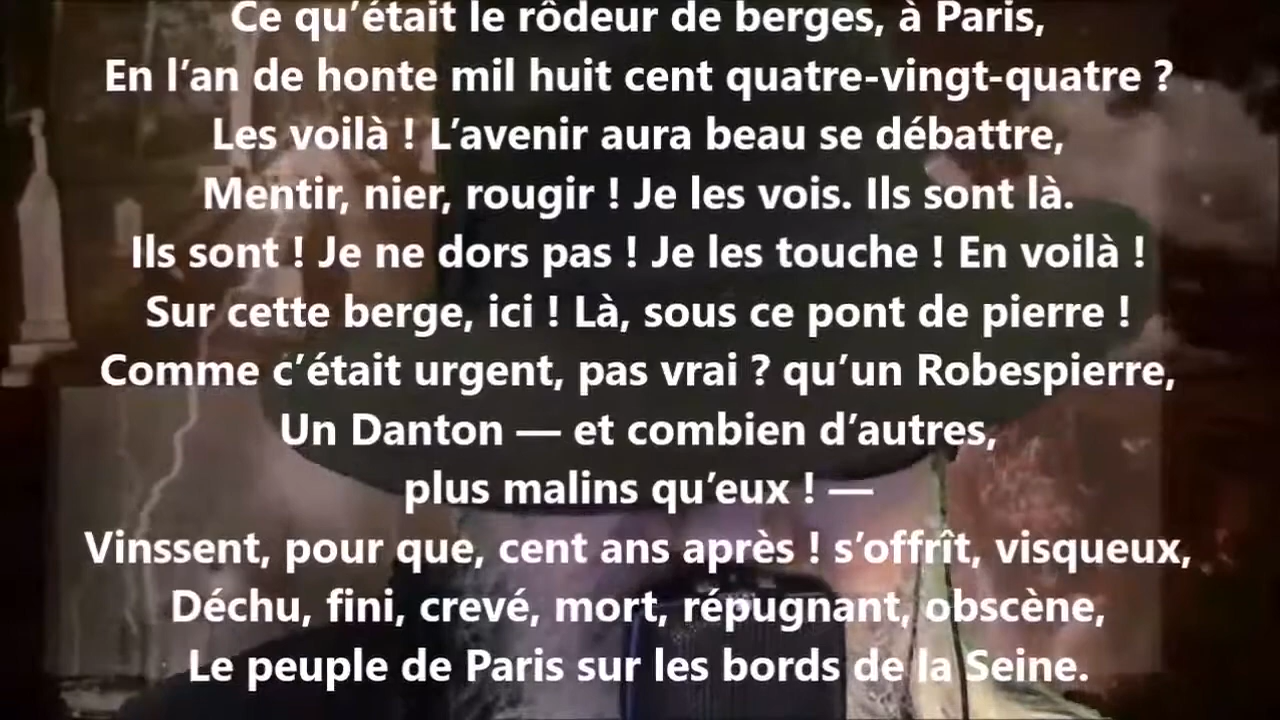 Ce qu’était le rôdeur de berges, à Paris,
En l’an de honte mil huit cent quatre-vingt-quatre ?
Les voilà ! L’avenir aura beau se débattre,
Mentir, nier, rougir ! Je les vois. Ils sont là.
Ils sont ! Je ne dors pas ! Je les touche ! En voilà !
Sur cette berge, ici ! Là, sous ce pont de pierre !
Comme c’était urgent, pas vrai ? qu’un Robespierre,
Un Danton — et combien d’autres,
plus malins qu’eux ! —
Vinssent, pour que, cent ans après ! s’offrît, visqueux,
Déchu, fini, crevé, mort, répugnant, obscène,
Le peuple de Paris sur les bords de la Seine.